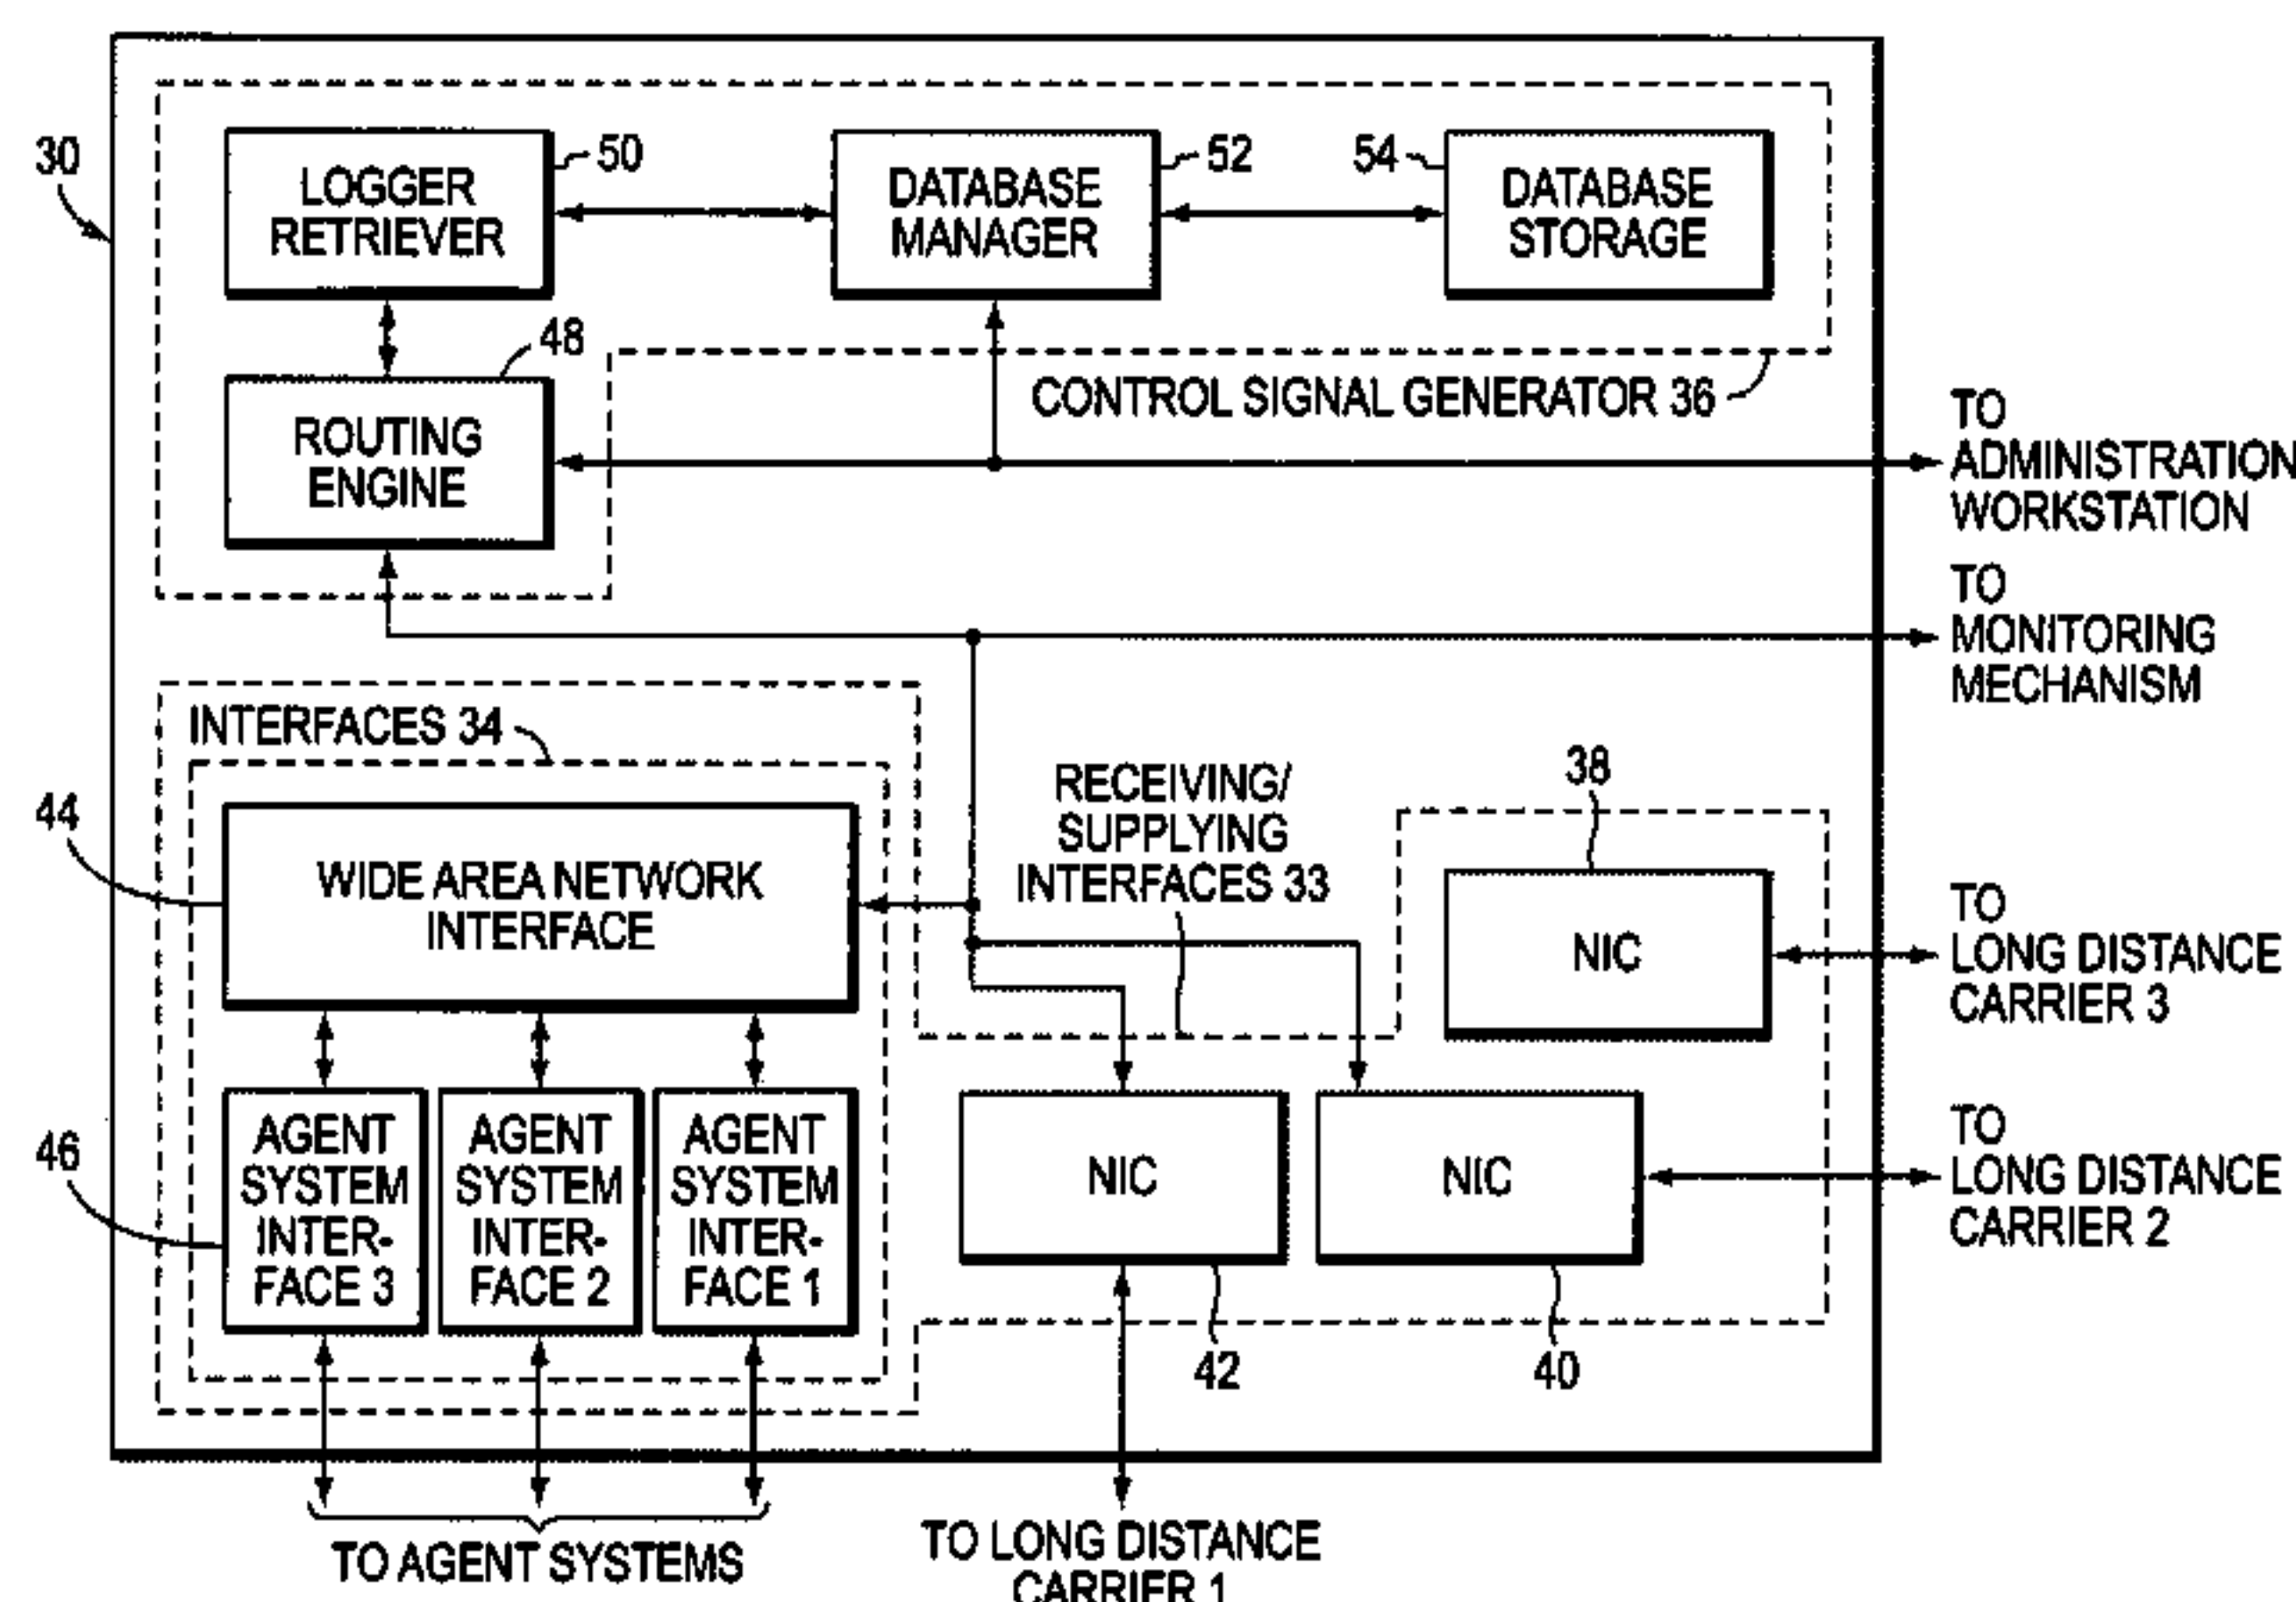 30
LOGGER
RETRIEVER
50
DATABASE
MANAGER
52
54
DATABASE
STORAGE
48
ROUTING
ENGINE
CONTROL SIGNAL GENERATOR 36
TO
ADMINISTRATION
WORKSTATION
TO
MONITORING
MECHANISM
INTERFACES 34
44
WIDE AREA NETWORK
INTERFACE
RECEIVING/
SUPPLYING
INTERFACES 33
38
NIC
TO
LONG DISTANCE
CARRIER 3
46
AGENT
SYSTEM
INTER-
FACE 3
AGENT
SYSTEM
INTER-
FACE 2
AGENT
SYSTEM
INTER-
FACE 1
NIC
NIC
TO
LONG DISTANCE
CARRIER 2
42
40
TO AGENT SYSTEMS
TO LONG DISTANCE
CARRIER 1